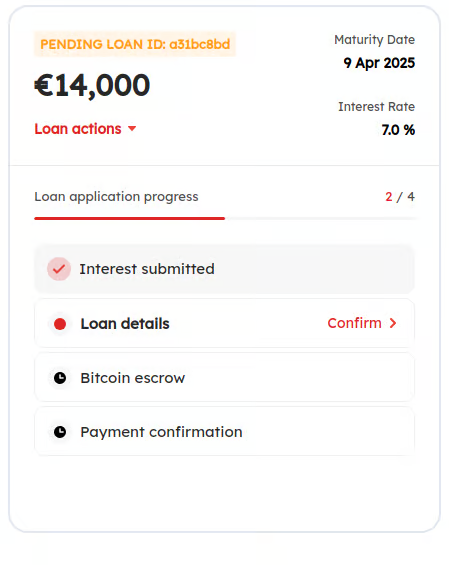 PENDING LOAN ID: a31bc8bd
€14,000
Loan actions
Maturity Date
9 Apr 2025
Interest Rate
7.0 %
Loan application progress
2 / 4
Interest submitted
Loan details
Confirm
Bitcoin escrow
Payment confirmation